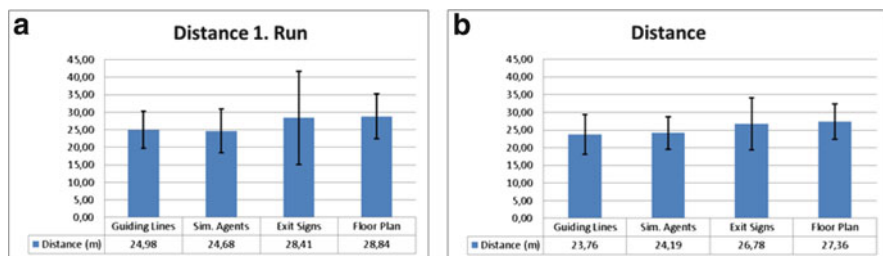 a
Distance 1. Run
45,00
40,00
35,00
30,00
25,00
20,00
15,00
10,00
5,00
0,00
Guiding Lines Sim. Agents Exit Signs Floor Plan
Distance (m) 24,98 24,68 28,41 28,84
b
Distance
45,00
40,00
35,00
30,00
25,00
20,00
15,00
10,00
5,00
0,00
Guiding Lines Sim. Agents Exit Signs Floor Plan
Distance (m) 23,76 24,19 26,78 27,36